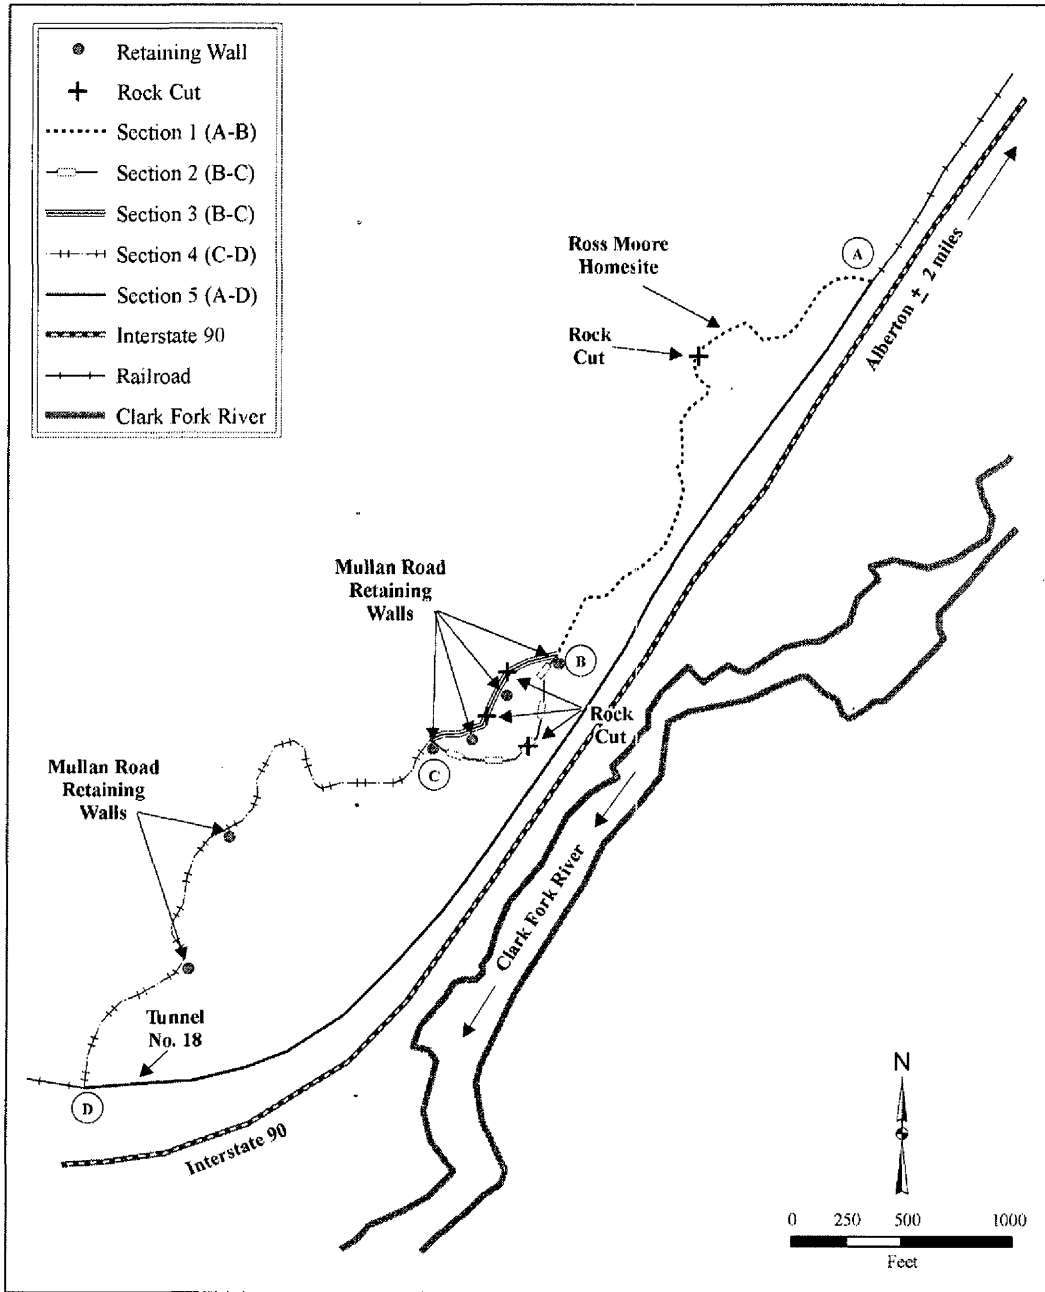 Retaining Wall
Rock Cut
Section 1 (A-B)
Section 2 (B-C)
Section 3 (B-C)
Section 4 (C-D)
Section 5 (A-D)
Interstate 90
Railroad
Clark Fork River
Ross Moore
Homesite
A
Alberton ± 2 miles
Rock
Cut
Mullan Road
Retaining
Walls
B
Rock
Cut
C
Mullan Road
Retaining
Walls
Clark Fork River
Tunnel
No. 18
D
Interstate 90
N
0 250 500 1000
Feet